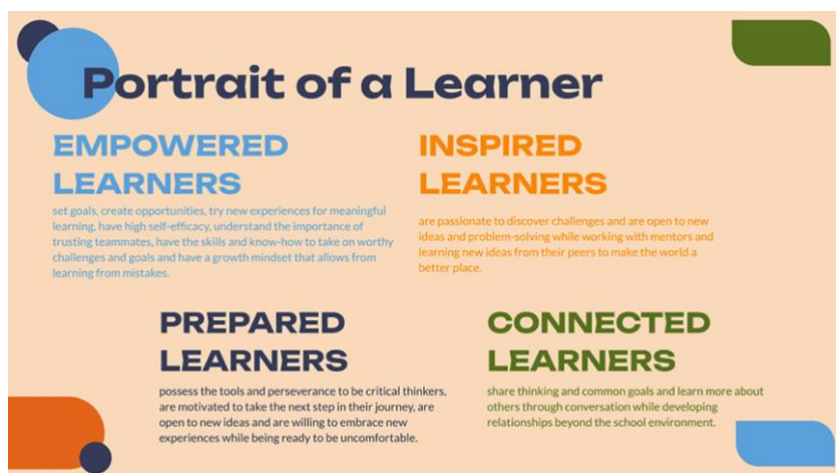 Portrait of a Learner
EMPOWERED
LEARNERS
set goals, create opportunities, try new experiences for meaningful
learning, have high self-efficacy, understand the importance of
trusting teammates, have the skills and know-how to take on worthy
challenges and goals and have a growth mindset that allows from
learning from mistakes.
INSPIRED
LEARNERS
are passionate to discover challenges and are open to new
ideas and problem-solving while working with mentors and
learning new ideas from their peers to make the world a
better place.
PREPARED
LEARNERS
possess the tools and perseverance to be critical thinkers,
are motivated to take the next step in their journey, are
open to new ideas and are willing to embrace new
experiences while being ready to be uncomfortable.
CONNECTED
LEARNERS
share thinking and common goals and learn more about
others through conversation while developing
relationships beyond the school environment.